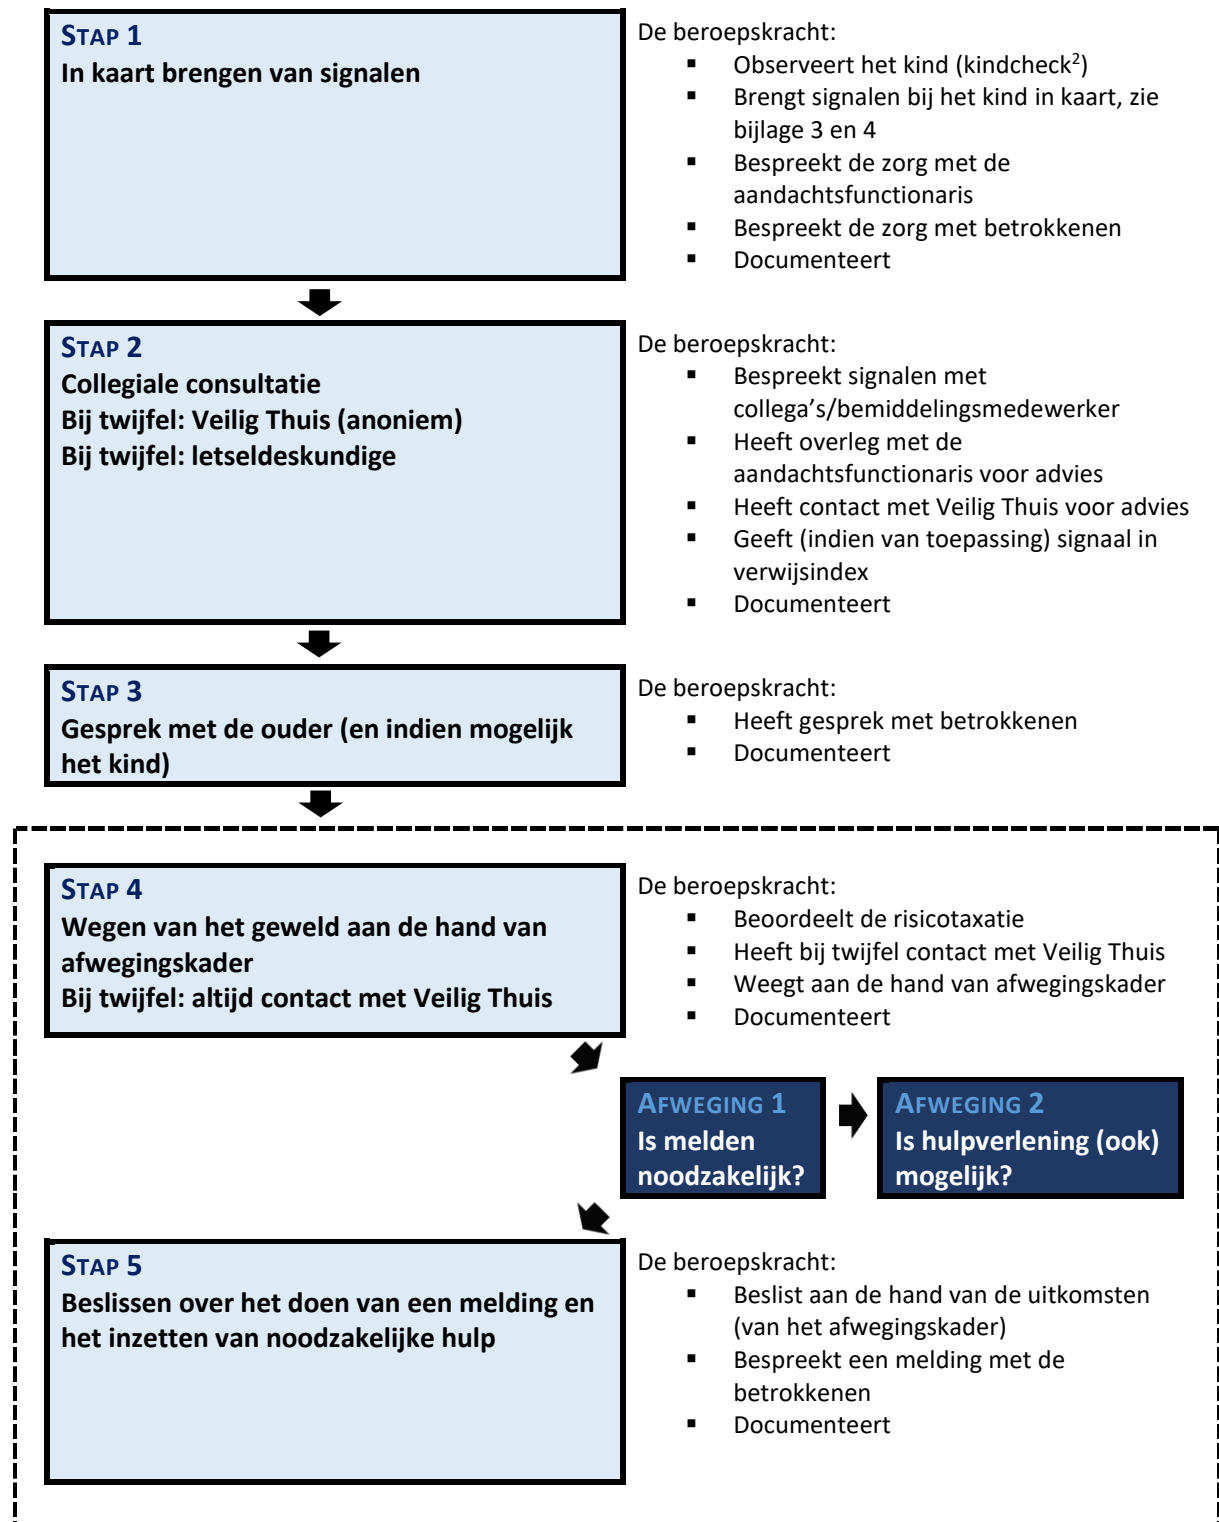 STAP 1
In kaart brengen van signalen
De beroepskracht:
▪ Observeert het kind (kindcheck²)
▪ Brengt signalen bij het kind in kaart, zie
bijlage 3 en 4
▪ Bespreekt de zorg met de
aandachtsfunctionaris
▪ Bespreekt de zorg met betrokkenen
▪ Documenteert
STAP 2
Collegiale consultatie
Bij twijfel: Veilig Thuis (anoniem)
Bij twijfel: letseldeskundige
De beroepskracht:
▪ Bespreekt signalen met
collega’s/bemiddelingsmedewerker
▪ Heeft overleg met de
aandachtsfunctionaris voor advies
▪ Heeft contact met Veilig Thuis voor advies
▪ Geeft (indien van toepassing) signaal in
verwijsindex
▪ Documenteert
STAP 3
Gesprek met de ouder (en indien mogelijk
het kind)
De beroepskracht:
▪ Heeft gesprek met betrokkenen
▪ Documenteert
STAP 4
Wegen van het geweld aan de hand van
afwegingskader
Bij twijfel: altijd contact met Veilig Thuis
De beroepskracht:
▪ Beoordeelt de risicotaxatie
▪ Heeft bij twijfel contact met Veilig Thuis
▪ Weegt aan de hand van afwegingskader
▪ Documenteert
AFWEGING 1
Is melden
noodzakelijk?
AFWEGING 2
Is hulpverlening (ook)
mogelijk?
STAP 5
Beslissen over het doen van een melding en
het inzetten van noodzakelijke hulp
De beroepskracht:
▪ Beslist aan de hand van de uitkomsten
(van het afwegingskader)
▪ Bespreekt een melding met de
betrokkenen
▪ Documenteert